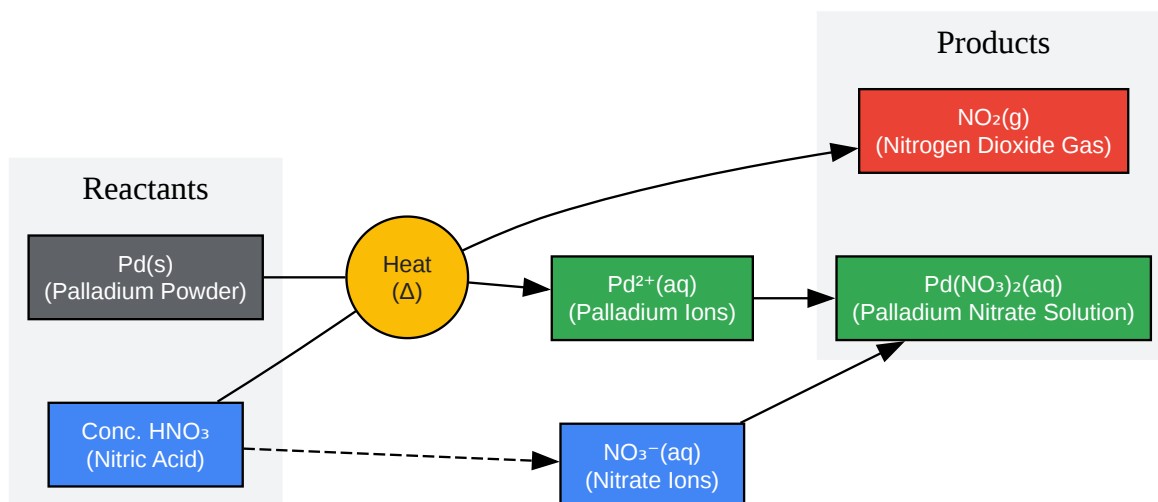 Products
NO₂(g)
(Nitrogen Dioxide Gas)
Reactants
Pd(s)
(Palladium Powder)
Heat
(Δ)
Pd²⁺(aq)
(Palladium Ions)
Pd(NO₃)₂(aq)
(Palladium Nitrate Solution)
Conc. HNO₃
(Nitric Acid)
NO₃⁻(aq)
(Nitrate Ions)